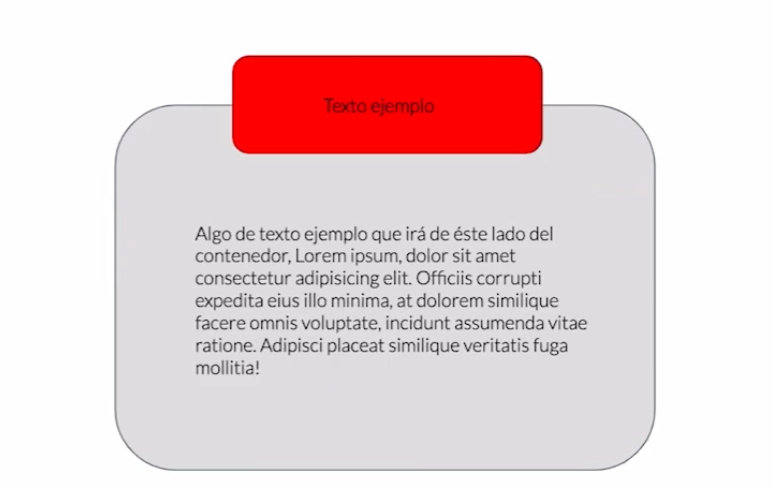 Texto ejemplo
Algo de texto ejemplo que irá de éste lado del
contenedor, Lorem ipsum, dolor sit amet
consectetur adipisicing elit. Officiis corrupti
expedita eius illo minima, at dolorem similique
facere omnis voluptate, incidunt assumenda vitae
ratione. Adipisci placeat similique veritatis fuga
mollitia!